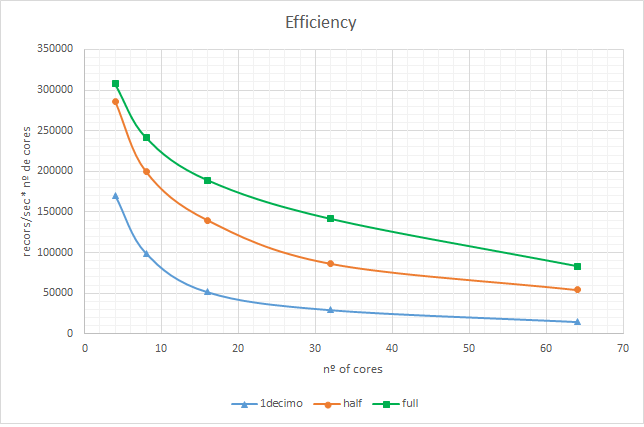 Efficiency
350000
300000
250000
200000
150000
100000
50000
0
recors/sec* nº de cores
0 10 20 30 40 50 60 70
nº of cores
1decimo half full